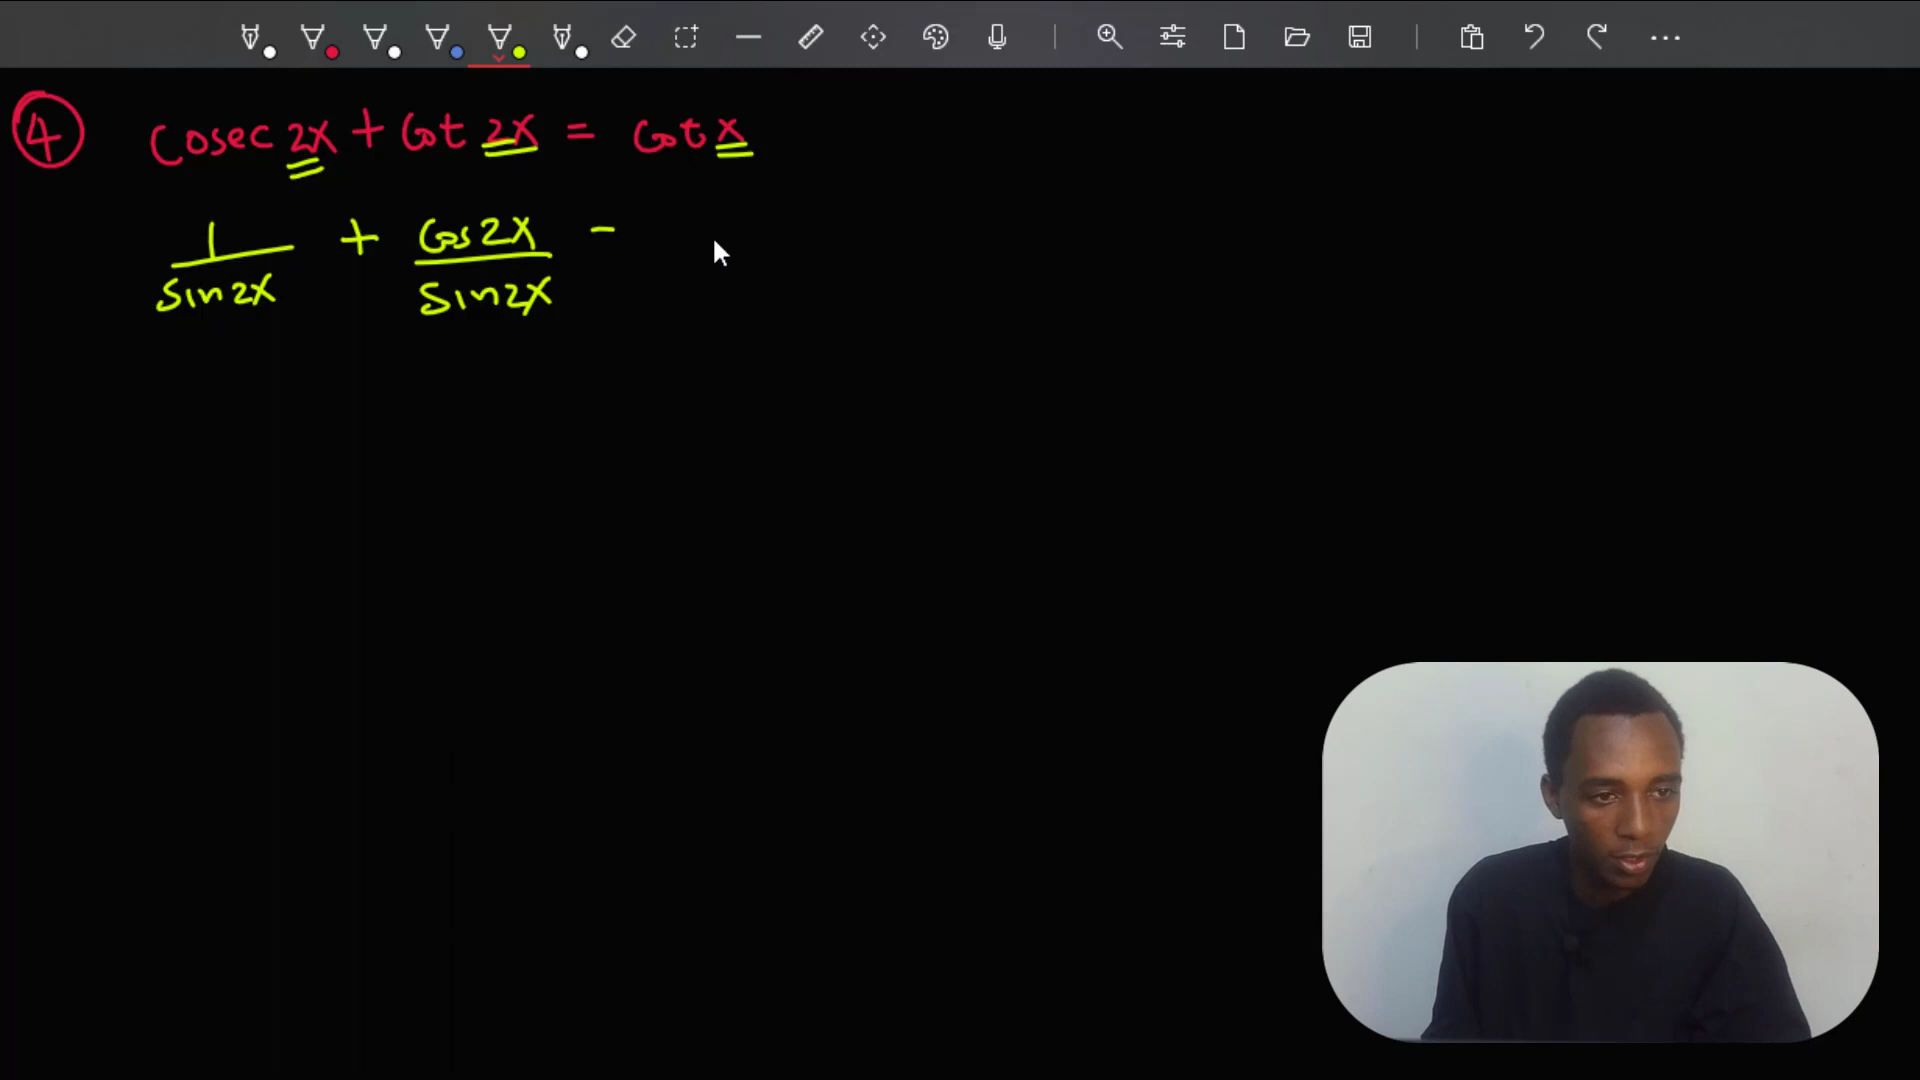 4 Cosec 2x + Cot 2x = Cot x
1/sin2x + Cos2x/sin2x -